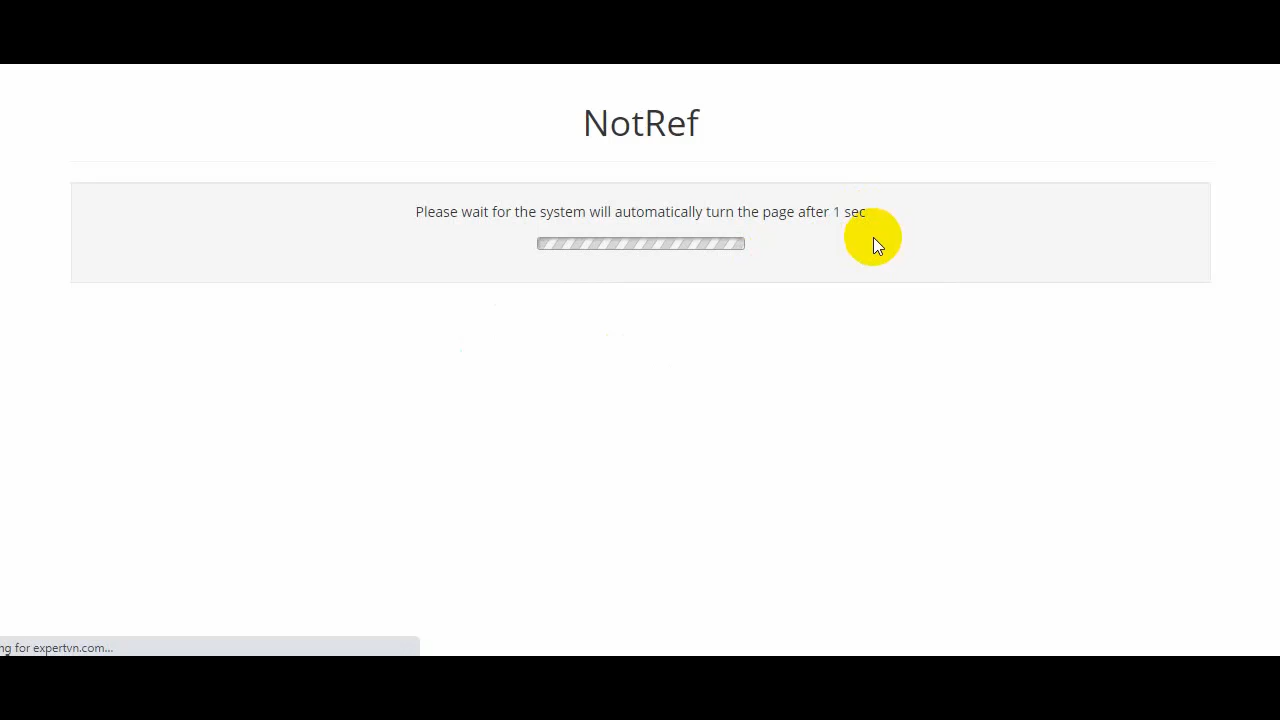 NotRef
Please wait for the system will automatically turn the page after 1 sec
ng for expertvn.com...